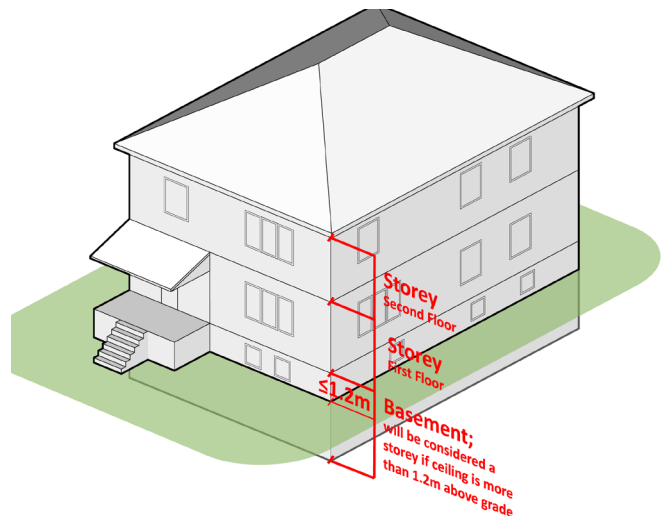 Storey
Second Floor
Storey
First Floor
≤1.2m
Basement;
will be considered a
storey if ceiling is more
than 1.2m above grade